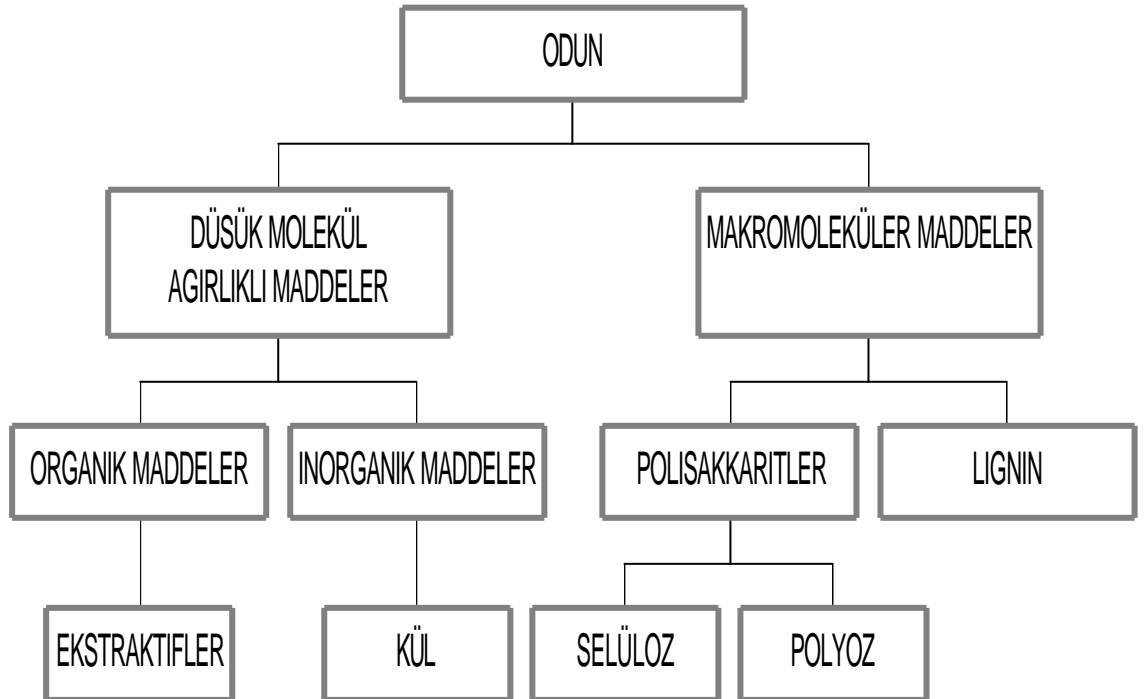 ODUN
DÜSÜK MOLEKÜL
AGIRLIKLI MADDELER
MAKROMOLEKÜLER MADDELER
ORGANIK MADDELER
INORGANIK MADDELER
POLISAKKARITLER
LIGNIN
EKSTRAKTIFLER
KÜL
SELÜLOZ
POLYOZ